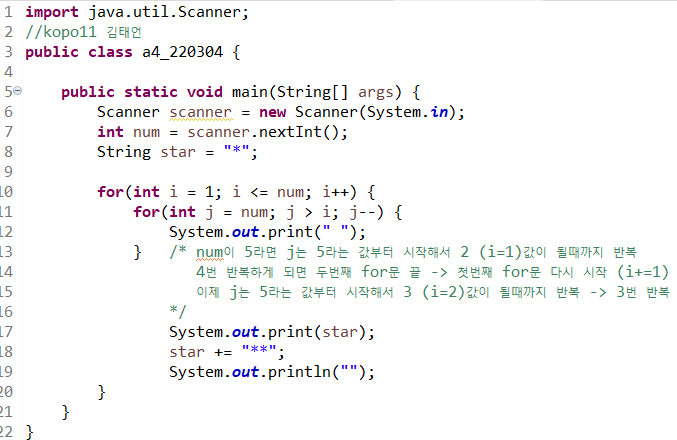 1 import java.util.Scanner;
2 //kopo11 김태언
3 public class a4_220304 {
4
5 public static void main(String[] args) {
6 Scanner scanner = new Scanner(System.in);
7 int num = scanner.nextInt();
8 String star = "*";
9
10 for(int i = 1; i <= num; i++) {
11 for(int j = num; j > i; j--) {
12 System.out.print(" ");
13 } /* num이 5라면 j는 5라는 값부터 시작해서 2 (i=1)값이 될때까지 반복
14 4번 반복하게 되면 두번째 for문 끝 -> 첫번째 for문 다시 시작 (i+=1)
15 이제 j는 5라는 값부터 시작해서 3 (i=2)값이 될때까지 반복 -> 3번 반복
16 */
17 System.out.print(star);
18 star += "**";
19 System.out.println("");
20 }
21 }
22 }